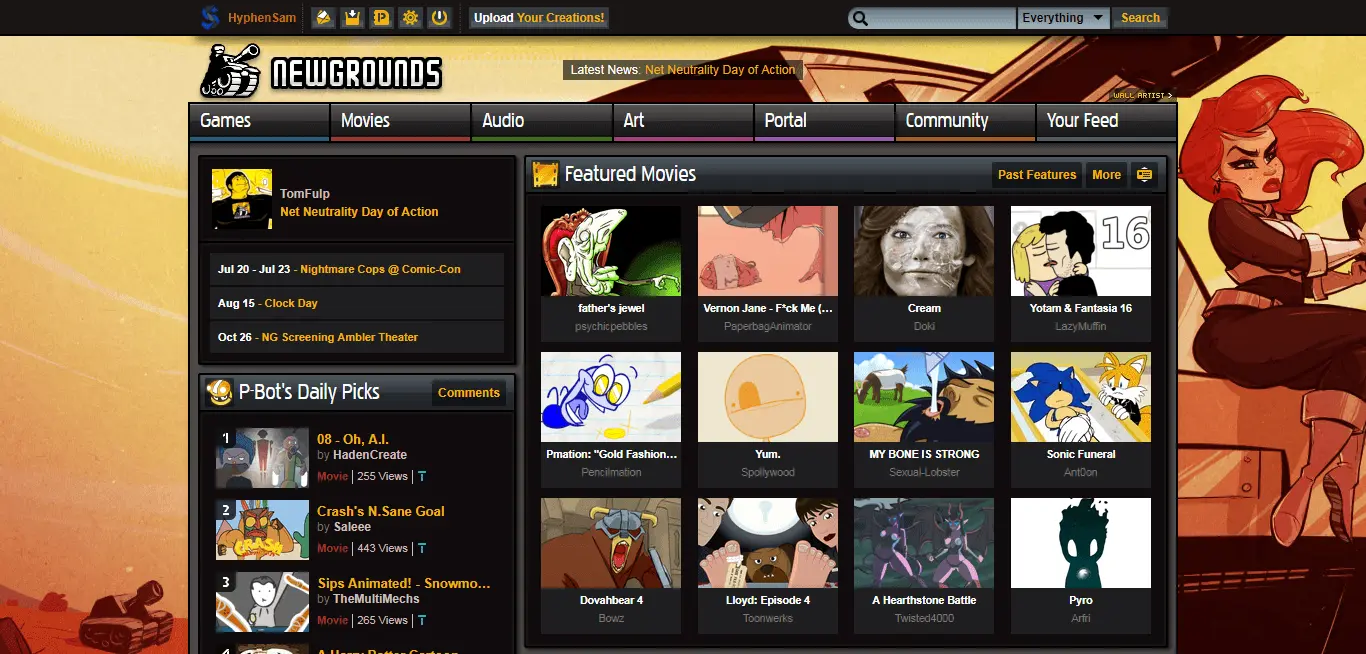 HyphenSam
Upload Your Creations!
Everything
Search
NEWGROUNDS
Latest News: Net Neutrality Day of Action
WALL ARTIST >
Games
Movies
Audio
Art
Portal
Community
Your Feed
TomFulp
Net Neutrality Day of Action
Jul 20 - Jul 23 - Nightmare Cops @ Comic-Con
Aug 15 - Clock Day
Oct 26 - NG Screening Ambler Theater
P-Bot's Daily Picks
Comments
1
08 - Oh, A.I.
by HadenCreate
Movie | 255 Views | T
2
CRASH
Crash's N.Sane Goal
by Saleee
Movie | 443 Views | T
3
Sips Animated! - Snowmo...
by TheMultiMechs
Movie | 265 Views | T
4
A Harry Potter Cartoon
Featured Movies
Past Features
More
father's jewel
psychicpebbles
Vernon Jane - F*ck Me (...
PaperbagAnimator
Cream
Doki
16
Yotam & Fantasia 16
LazyMuffin
Pmation: "Gold Fashion...
Pencilmation
Yum.
Spollywood
MY BONE IS STRONG
Sexual-Lobster
Sonic Funeral
Ant0on
Dovahbear 4
Bowz
Lloyd: Episode 4
Toonwerks
A Hearthstone Battle
Twisted4000
Pyro
Arfri